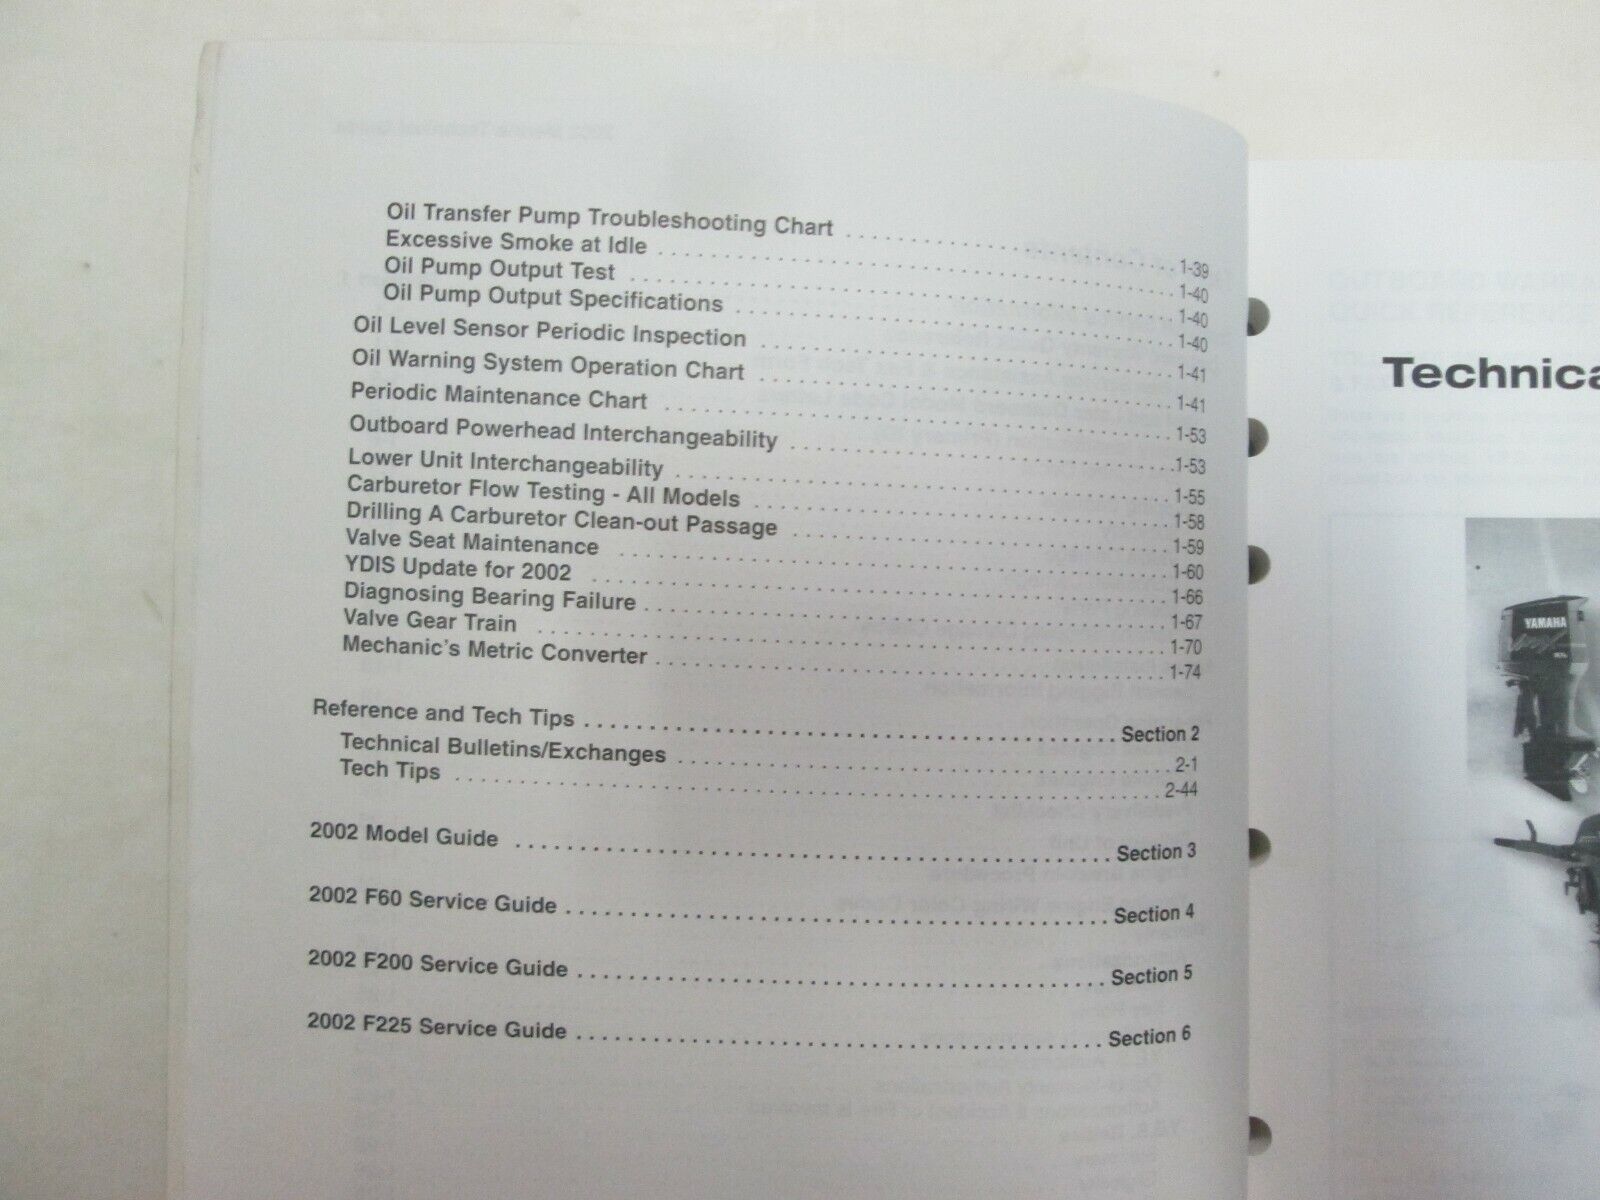 Oil Transfer Pump Troubleshooting Chart . . . . . . . . . . . . . . . . . . . . . . . . . . 1-39
Excessive Smoke at Idle . . . . . . . . . . . . . . . . . . . . . . . . . . . . . . . . . . . . . . . . 1-40
Oil Pump Output Test . . . . . . . . . . . . . . . . . . . . . . . . . . . . . . . . . . . . . . . . . . 1-40
Oil Pump Output Specifications . . . . . . . . . . . . . . . . . . . . . . . . . . . . . . . . . . 1-40
Oil Level Sensor Periodic Inspection . . . . . . . . . . . . . . . . . . . . . . . . . . . . . . . . 1-41
Oil Warning System Operation Chart . . . . . . . . . . . . . . . . . . . . . . . . . . . . . . . . 1-41
Periodic Maintenance Chart . . . . . . . . . . . . . . . . . . . . . . . . . . . . . . . . . . . . . . . 1-53
Outboard Powerhead Interchangeability . . . . . . . . . . . . . . . . . . . . . . . . . . . . . 1-53
Lower Unit Interchangeability . . . . . . . . . . . . . . . . . . . . . . . . . . . . . . . . . . . . . . 1-55
Carburetor Flow Testing - All Models . . . . . . . . . . . . . . . . . . . . . . . . . . . . . . . . 1-58
Drilling A Carburetor Clean-out Passage . . . . . . . . . . . . . . . . . . . . . . . . . . . . . 1-59
Valve Seat Maintenance . . . . . . . . . . . . . . . . . . . . . . . . . . . . . . . . . . . . . . . . . . 1-60
YDIS Update for 2002 . . . . . . . . . . . . . . . . . . . . . . . . . . . . . . . . . . . . . . . . . . . . 1-66
Diagnosing Bearing Failure . . . . . . . . . . . . . . . . . . . . . . . . . . . . . . . . . . . . . . . . 1-67
Valve Gear Train . . . . . . . . . . . . . . . . . . . . . . . . . . . . . . . . . . . . . . . . . . . . . . . . 1-70
Mechanic's Metric Converter . . . . . . . . . . . . . . . . . . . . . . . . . . . . . . . . . . . . . . . 1-74
Reference and Tech Tips . . . . . . . . . . . . . . . . . . . . . . . . . . . . . . . . . . . . . . . . . Section 2
Technical Bulletins/Exchanges . . . . . . . . . . . . . . . . . . . . . . . . . . . . . . . . . . . . . . 2-1
Tech Tips . . . . . . . . . . . . . . . . . . . . . . . . . . . . . . . . . . . . . . . . . . . . . . . . . . . . . . 2-44
2002 Model Guide . . . . . . . . . . . . . . . . . . . . . . . . . . . . . . . . . . . . . . . . . . . . . . Section 3
2002 F60 Service Guide . . . . . . . . . . . . . . . . . . . . . . . . . . . . . . . . . . . . . . . . . . Section 4
2002 F200 Service Guide . . . . . . . . . . . . . . . . . . . . . . . . . . . . . . . . . . . . . . . . . Section 5
2002 F225 Service Guide . . . . . . . . . . . . . . . . . . . . . . . . . . . . . . . . . . . . . . . . . Section 6
Technica
YAMAHA